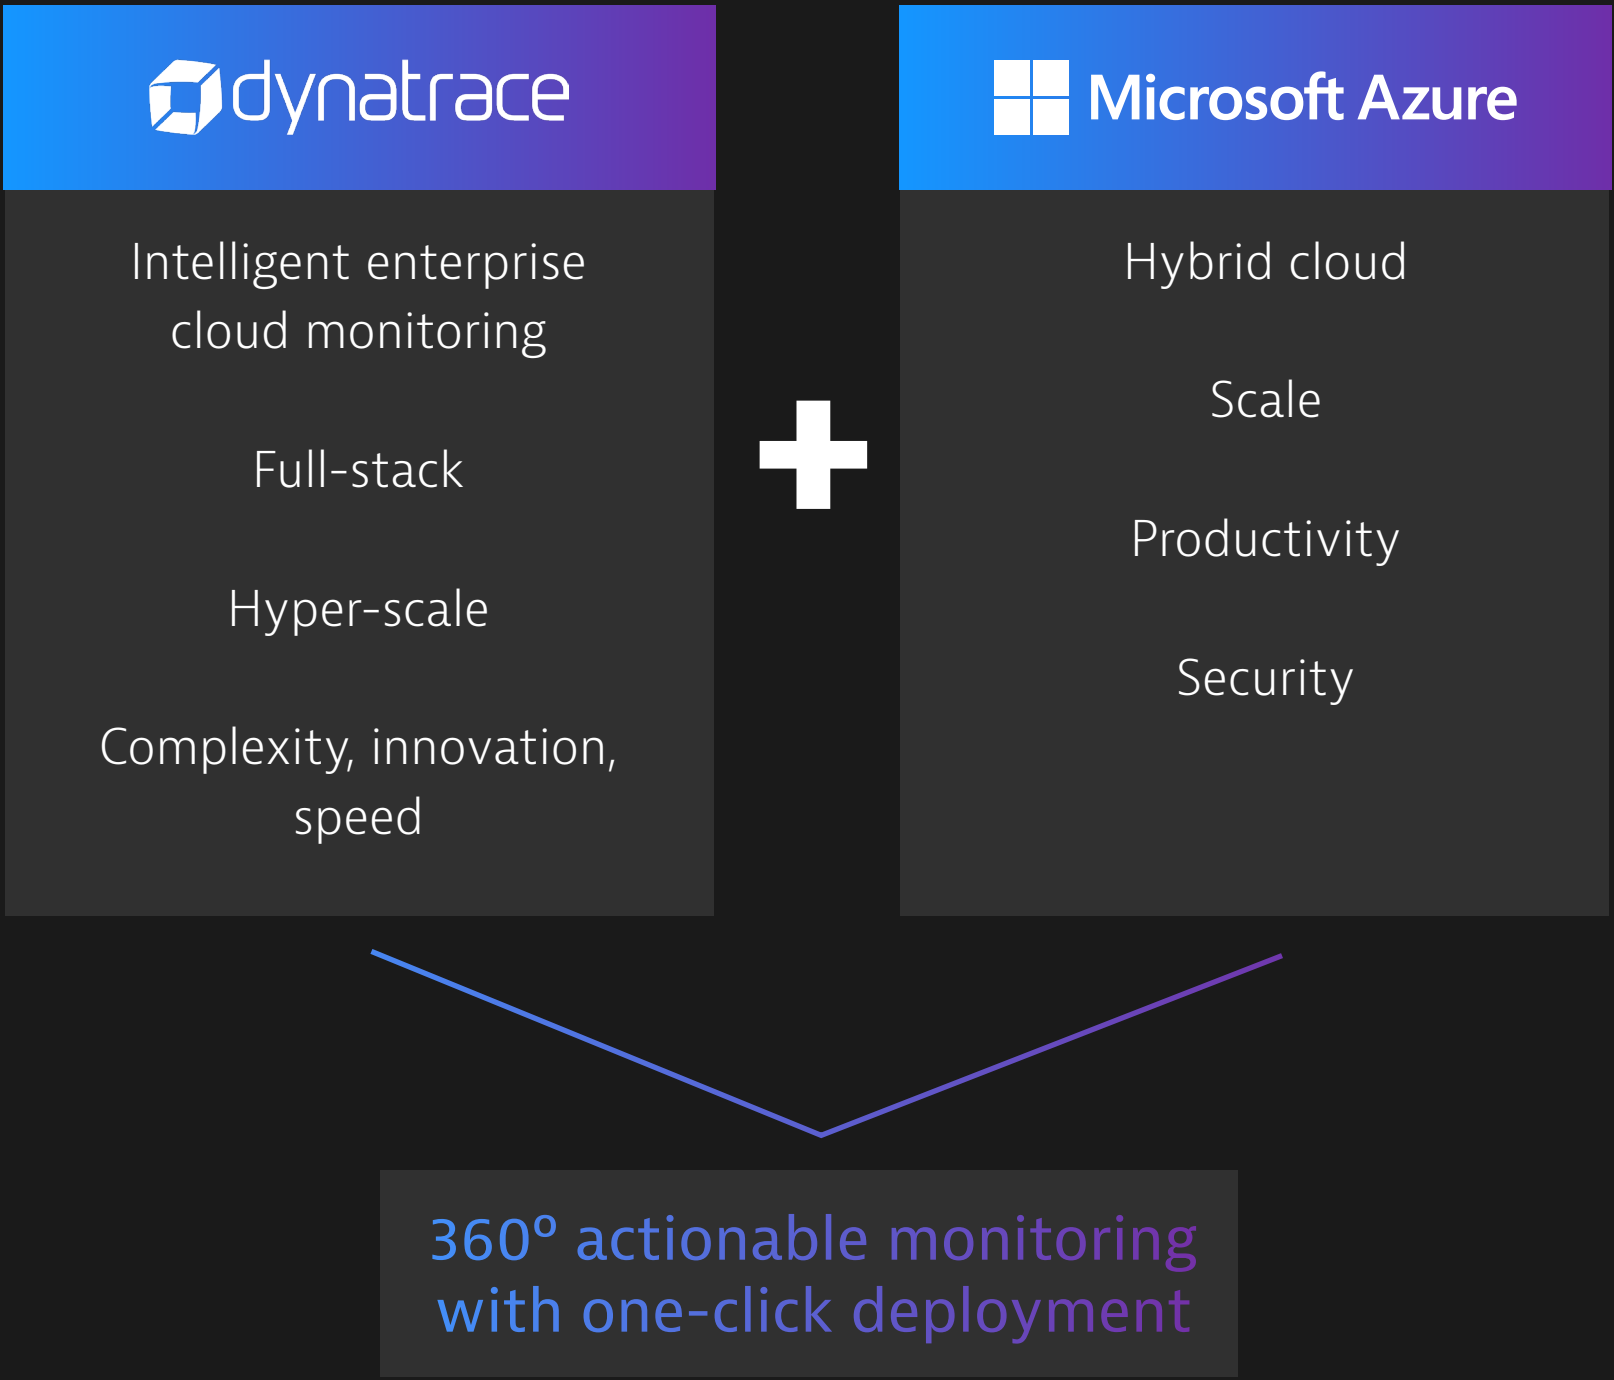 dynatrace
Intelligent enterprise
cloud monitoring
Full-stack
Hyper-scale
Complexity, innovation,
speed
Microsoft Azure
Hybrid cloud
Scale
Productivity
Security
360º actionable monitoring
with one-click deployment